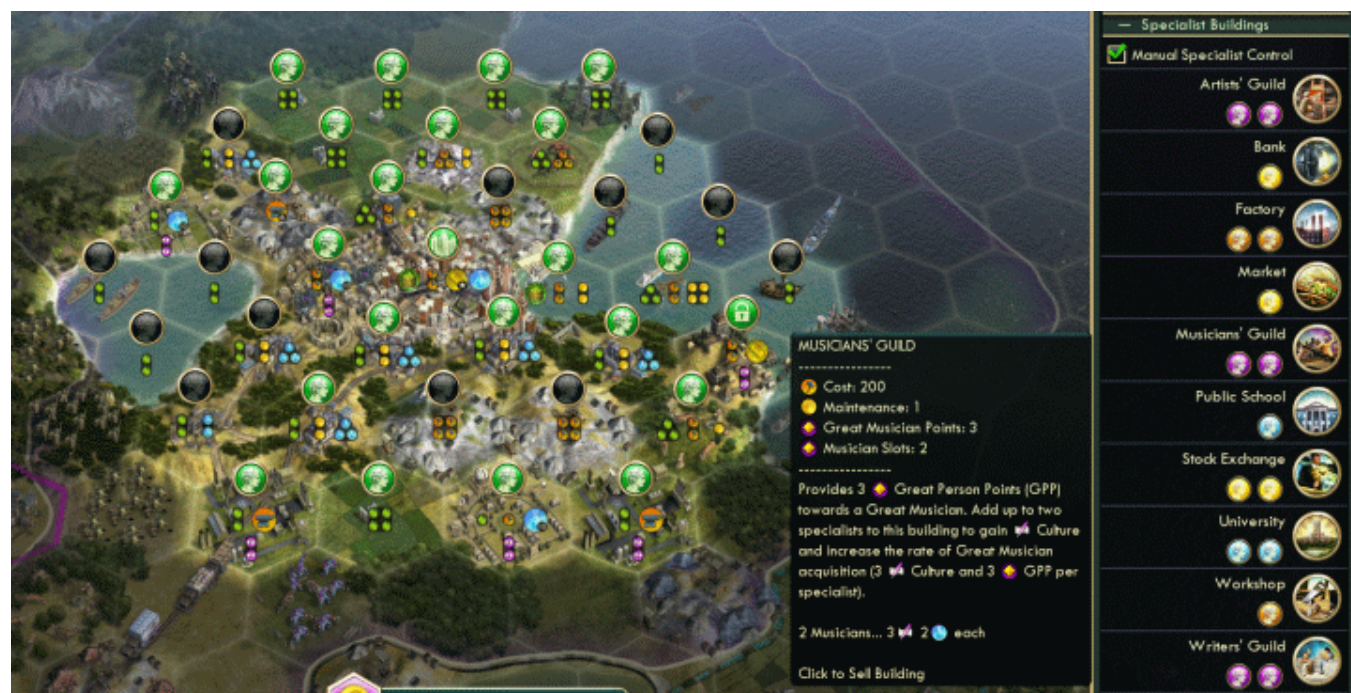 — Specialist Buildings
Manual Specialist Control
Artists' Guild
Bank
Factory
Market
Musicians' Guild
Public School
Stock Exchange
University
Workshop
Writers' Guild
MUSICIANS' GUILD
----------------
Cost: 200
Maintenance: 1
Great Musician Points: 3
Musician Slots: 2
----------------
Provides 3 Great Person Points (GPP)
towards a Great Musician. Add up to two
specialists to this building to gain Culture
and increase the rate of Great Musician
acquisition (3 Culture and 3 GPP per
specialist).
2 Musicians... 3 2 each
Click to Sell Building